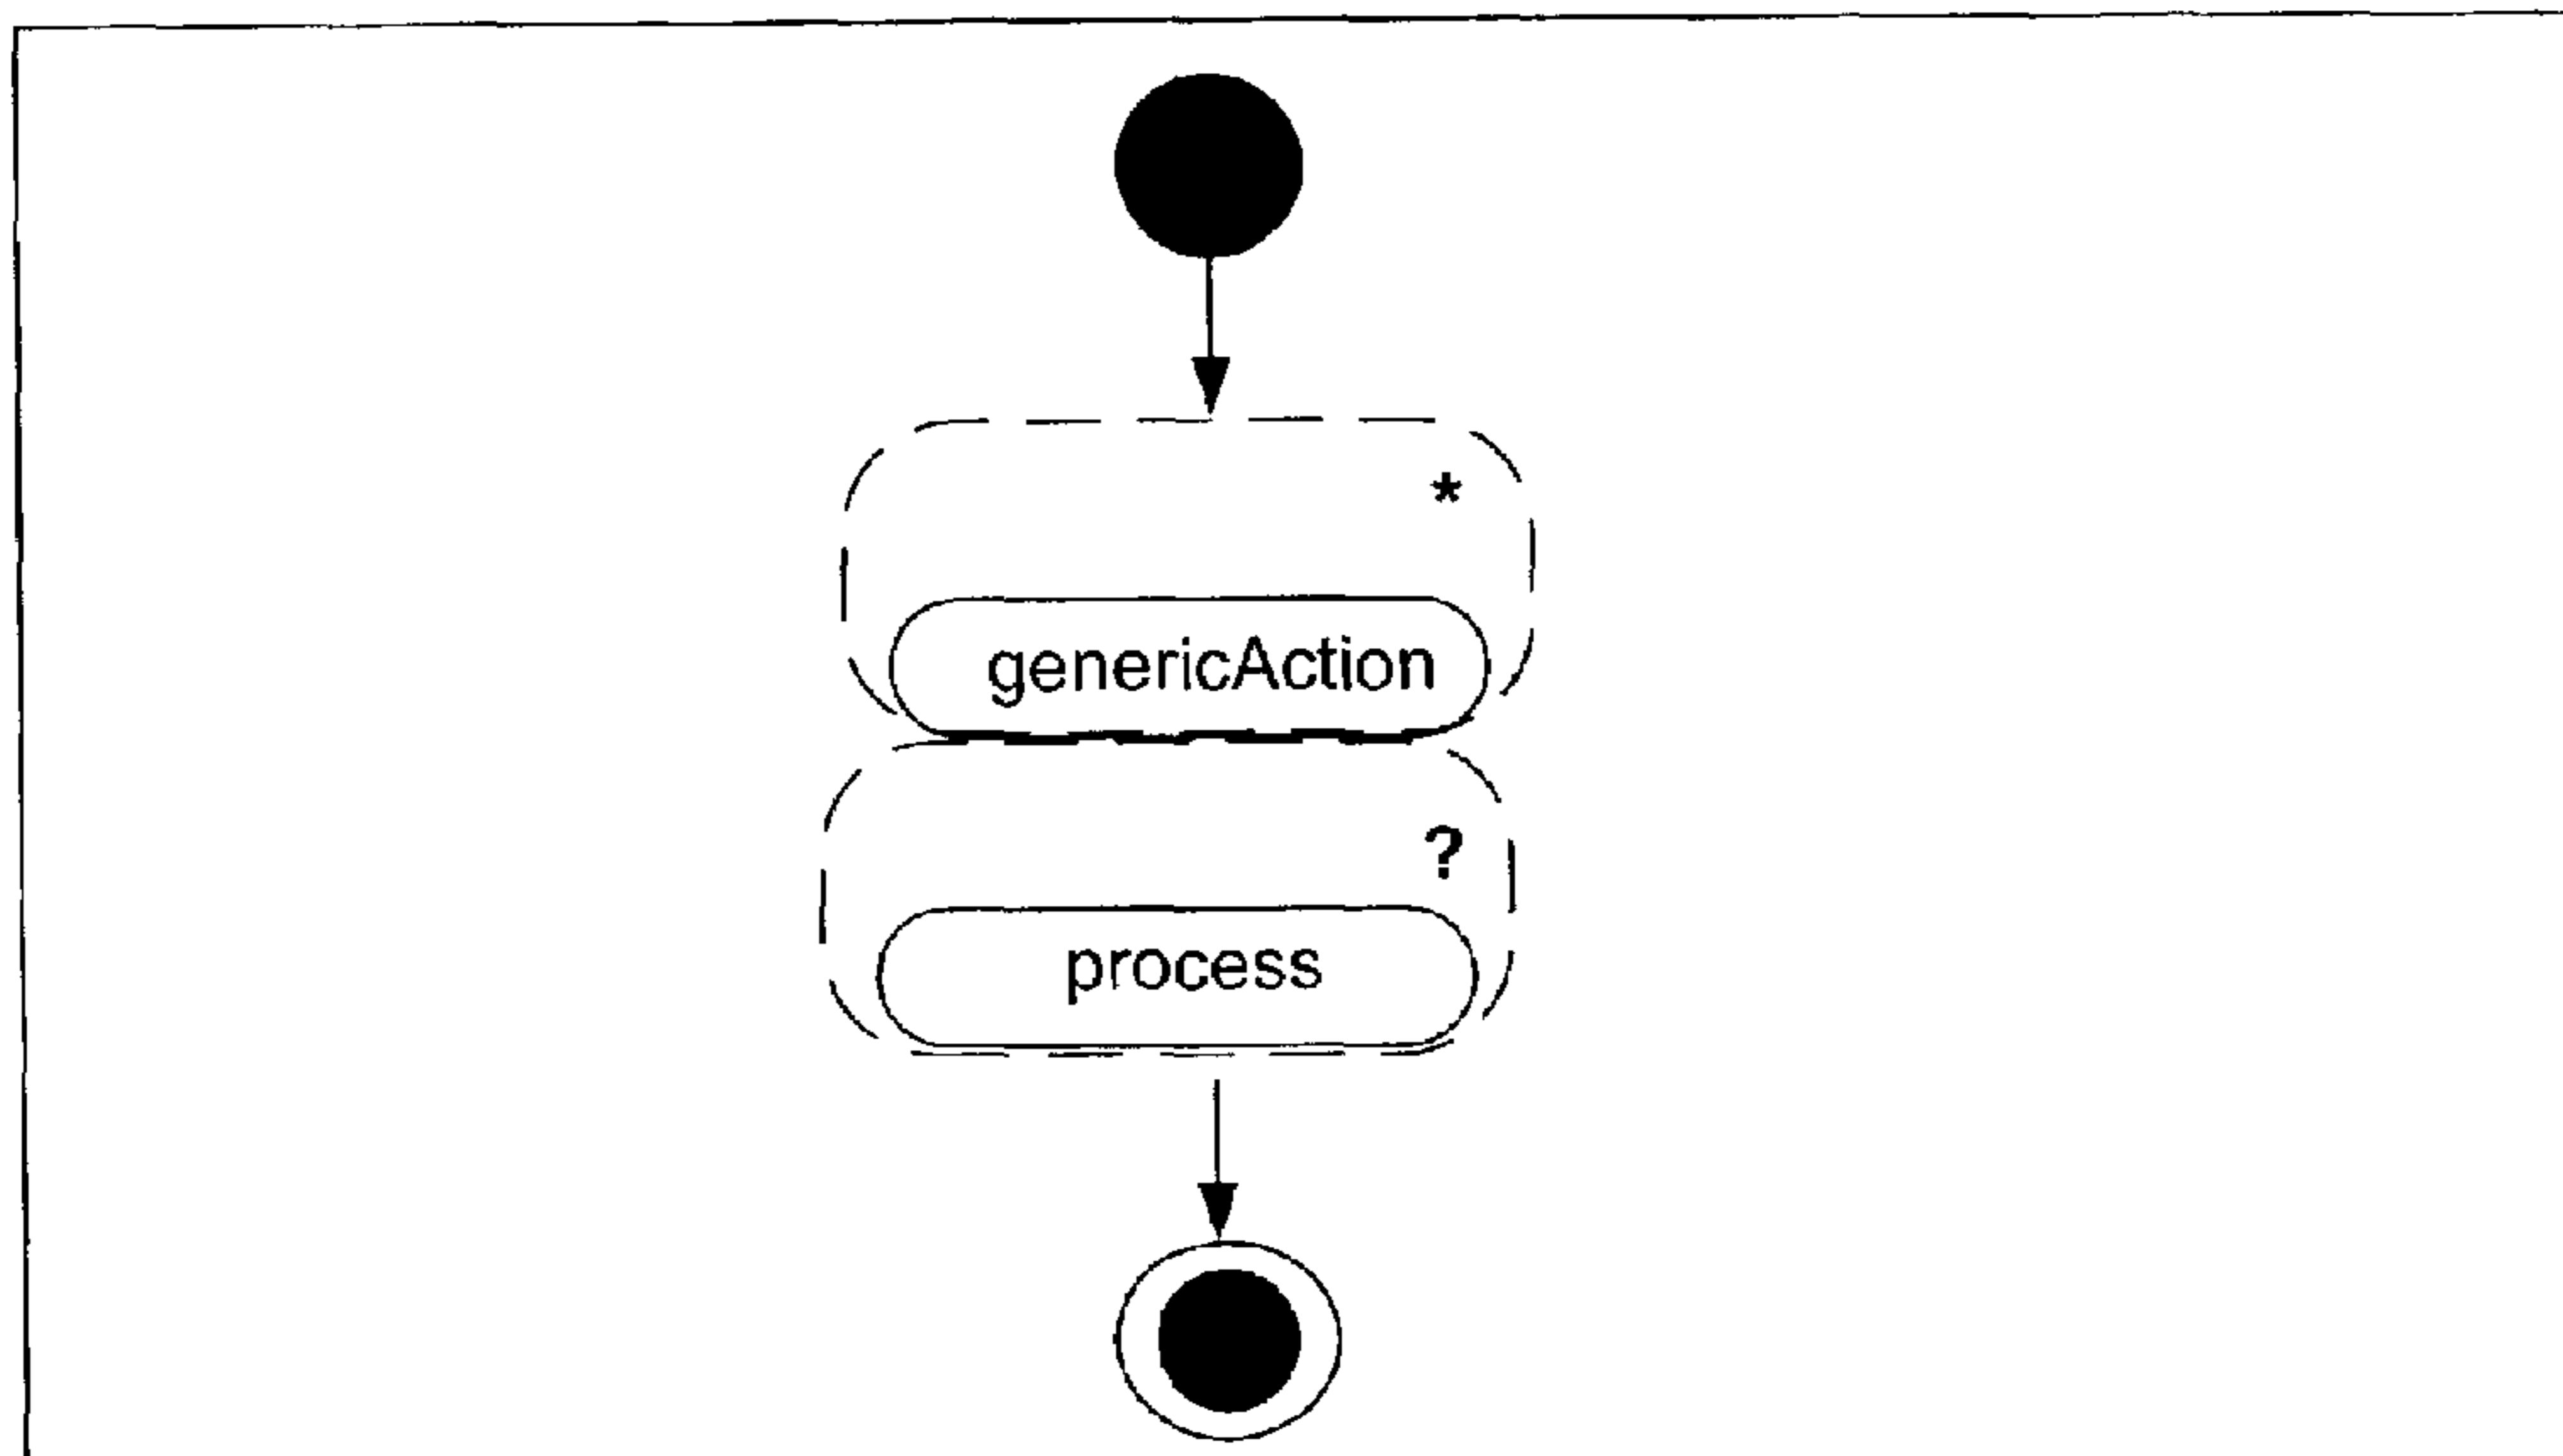 *
genericAction
?
process